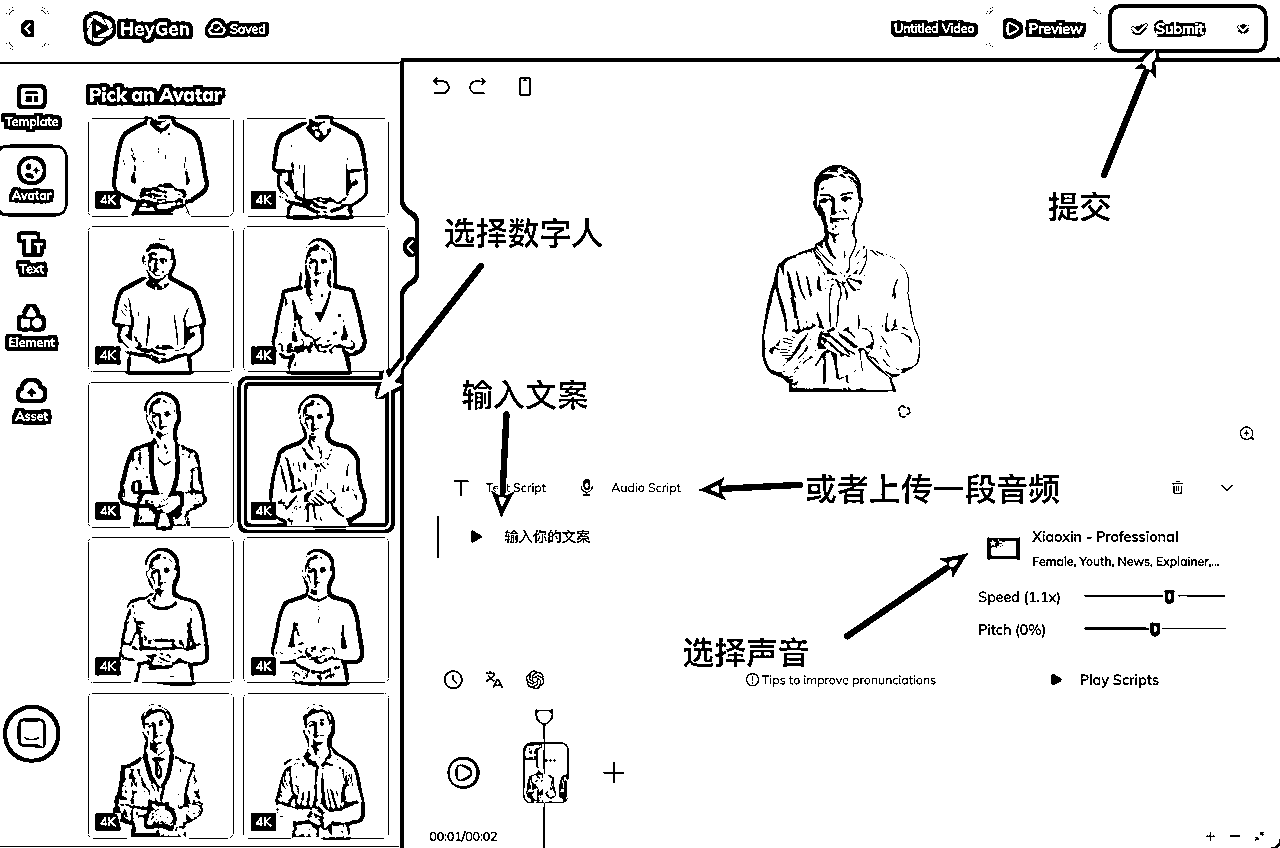 HeyGen
Saved
Untitled Video
Preview
Submit
Template
Avatar
Text
Element
Asset
Pick an Avatar
4K
4K
4K
4K
4K
4K
4K
4K
4K
4K
选择数字人
提交
输入文案
Text Script
Audio Script
或者上传一段音频
输入你的文案
Xiaoxin - Professional
Female, Youth, News, Explainer,...
Speed (1.1x)
Pitch (0%)
选择声音
Tips to improve pronunciations
Play Scripts
00:01/00:02